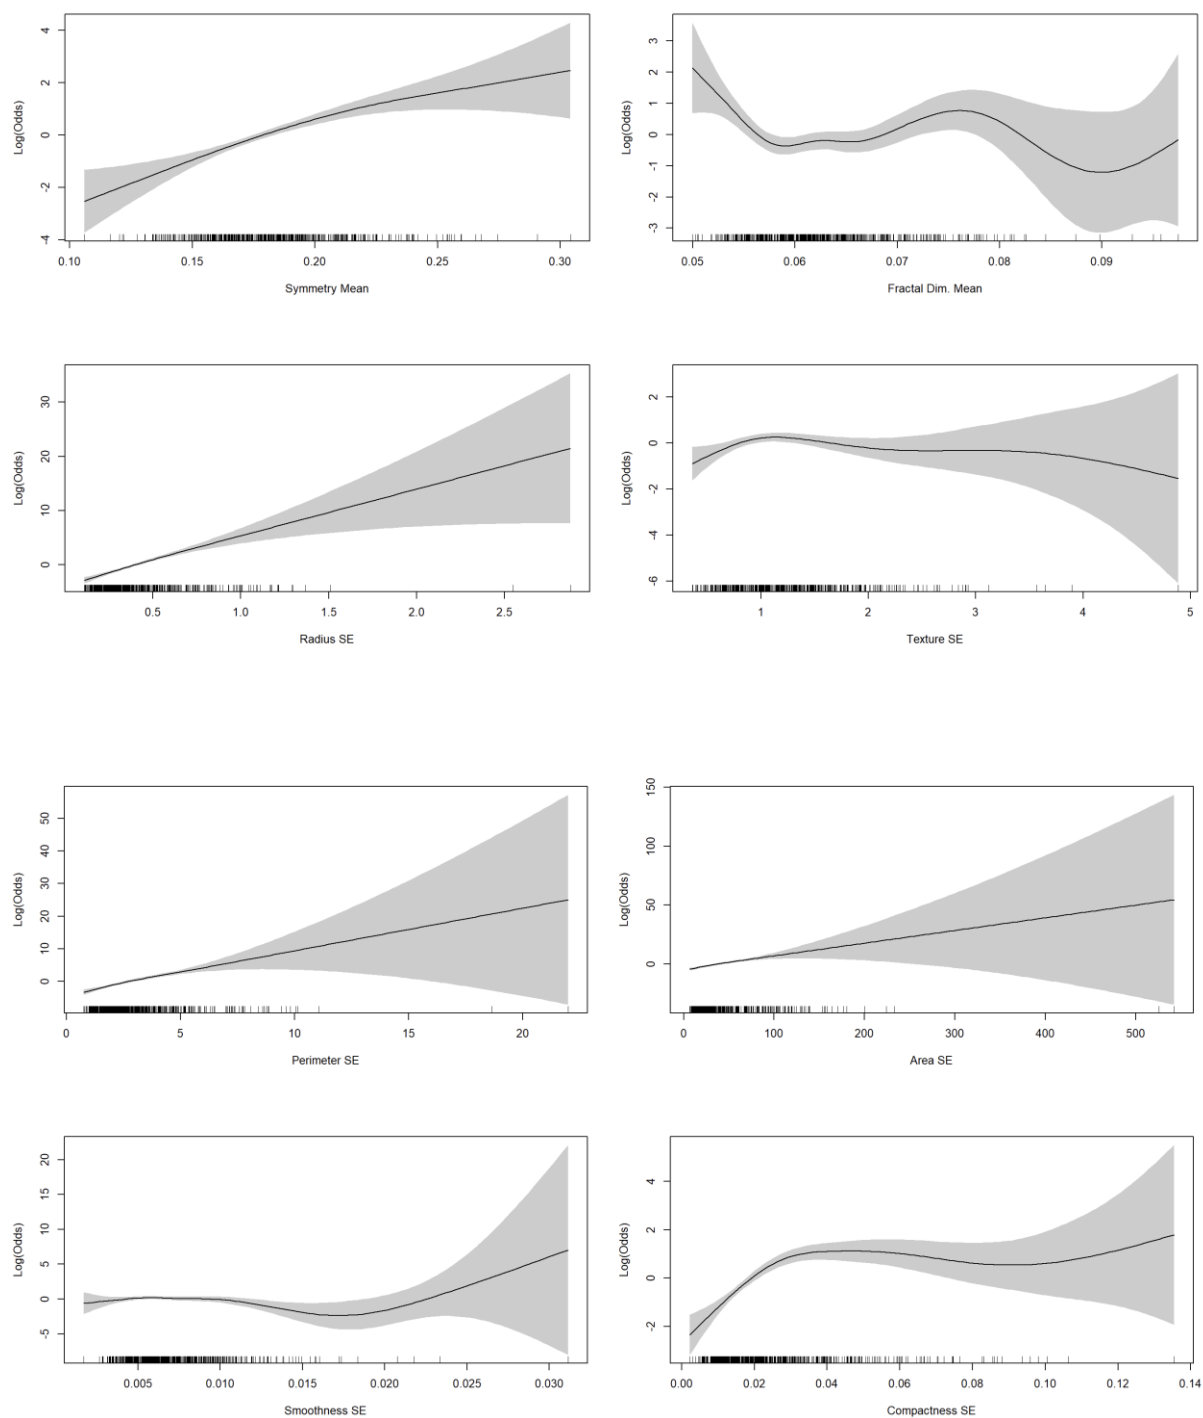 Log(Odds)
4
2
0
-2
-4
0.10 0.15 0.20 0.25 0.30
Symmetry Mean
Log(Odds)
3
2
1
0
-1
-2
-3
0.05 0.06 0.07 0.08 0.09
Fractal Dim. Mean
Log(Odds)
30
20
10
0
0.5 1.0 1.5 2.0 2.5
Radius SE
Log(Odds)
2
0
-2
-4
-6
1 2 3 4 5
Texture SE
Log(Odds)
50
40
30
20
10
0
0 5 10 15 20
Perimeter SE
Log(Odds)
150
100
50
0
0 100 200 300 400 500
Area SE
Log(Odds)
20
15
10
5
0
-5
0.005 0.010 0.015 0.020 0.025 0.030
Smoothness SE
Log(Odds)
4
2
0
-2
0.00 0.02 0.04 0.06 0.08 0.10 0.12 0.14
Compactness SE